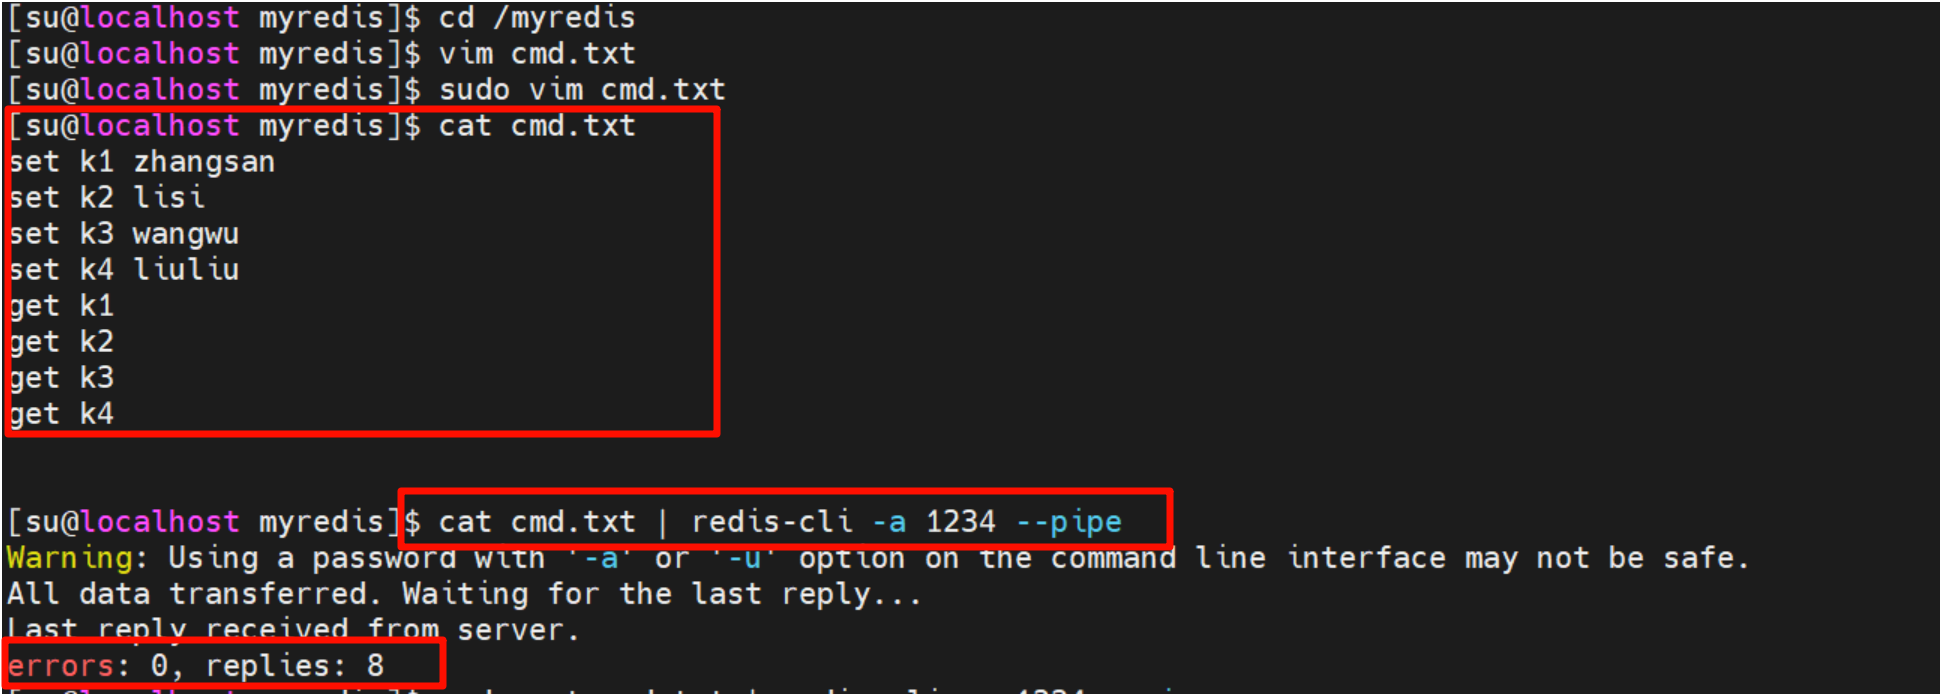 [su@localhost myredis]$ cd /myredis
[su@localhost myredis]$ vim cmd.txt
[su@localhost myredis]$ sudo vim cmd.txt
[su@localhost myredis]$ cat cmd.txt
set k1 zhangsan
set k2 lisi
set k3 wangwu
set k4 liuliu
get k1
get k2
get k3
get k4
[su@localhost myredis]$ cat cmd.txt | redis-cli -a 1234 --pipe
Warning: Using a password with '-a' or '-u' option on the command line interface may not be safe.
All data transferred. Waiting for the last reply...
Last reply received from server.
errors: 0, replies: 8